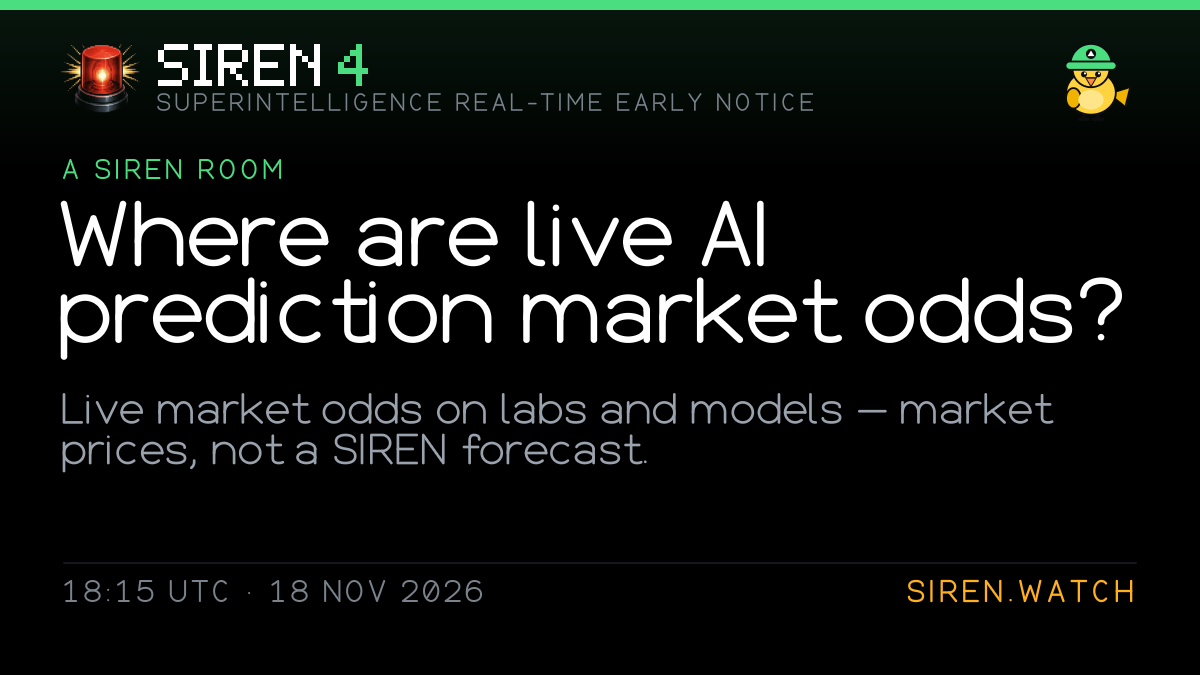 SIREN 4
SUPERINTELLIGENCE REAL-TIME EARLY NOTICE
A SIREN ROOM
Where are live AI
prediction market odds?
Live market odds on labs and models — market
prices, not a SIREN forecast.
18:15 UTC · 18 NOV 2026
SIREN.WATCH